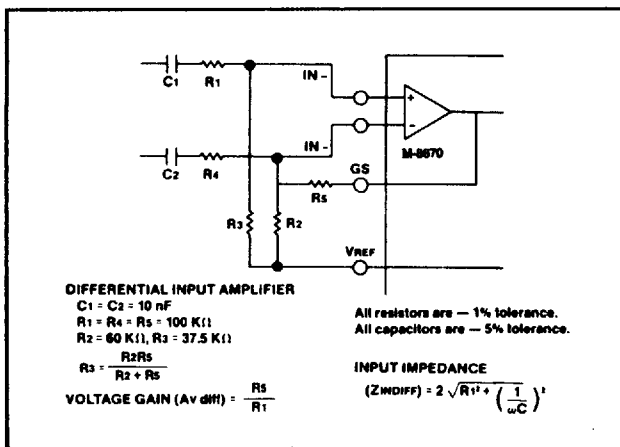 C1 R1 IN -
+
-
M-8870
C2 R4 IN -
GS
R5
R3 R2
VREF
DIFFERENTIAL INPUT AMPLIFIER
C1 = C2 = 10 nF
R1 = R4 = R5 = 100 KΩ
R2 = 60 KΩ, R3 = 37.5 KΩ
R3 = R2R5 / R2 + R5
VOLTAGE GAIN (Av diff) = R5 / R1
All resistors are — 1% tolerance.
All capacitors are — 5% tolerance.
INPUT IMPEDANCE
(ZINDIFF) = 2 √R1² + (1 / ωC)²